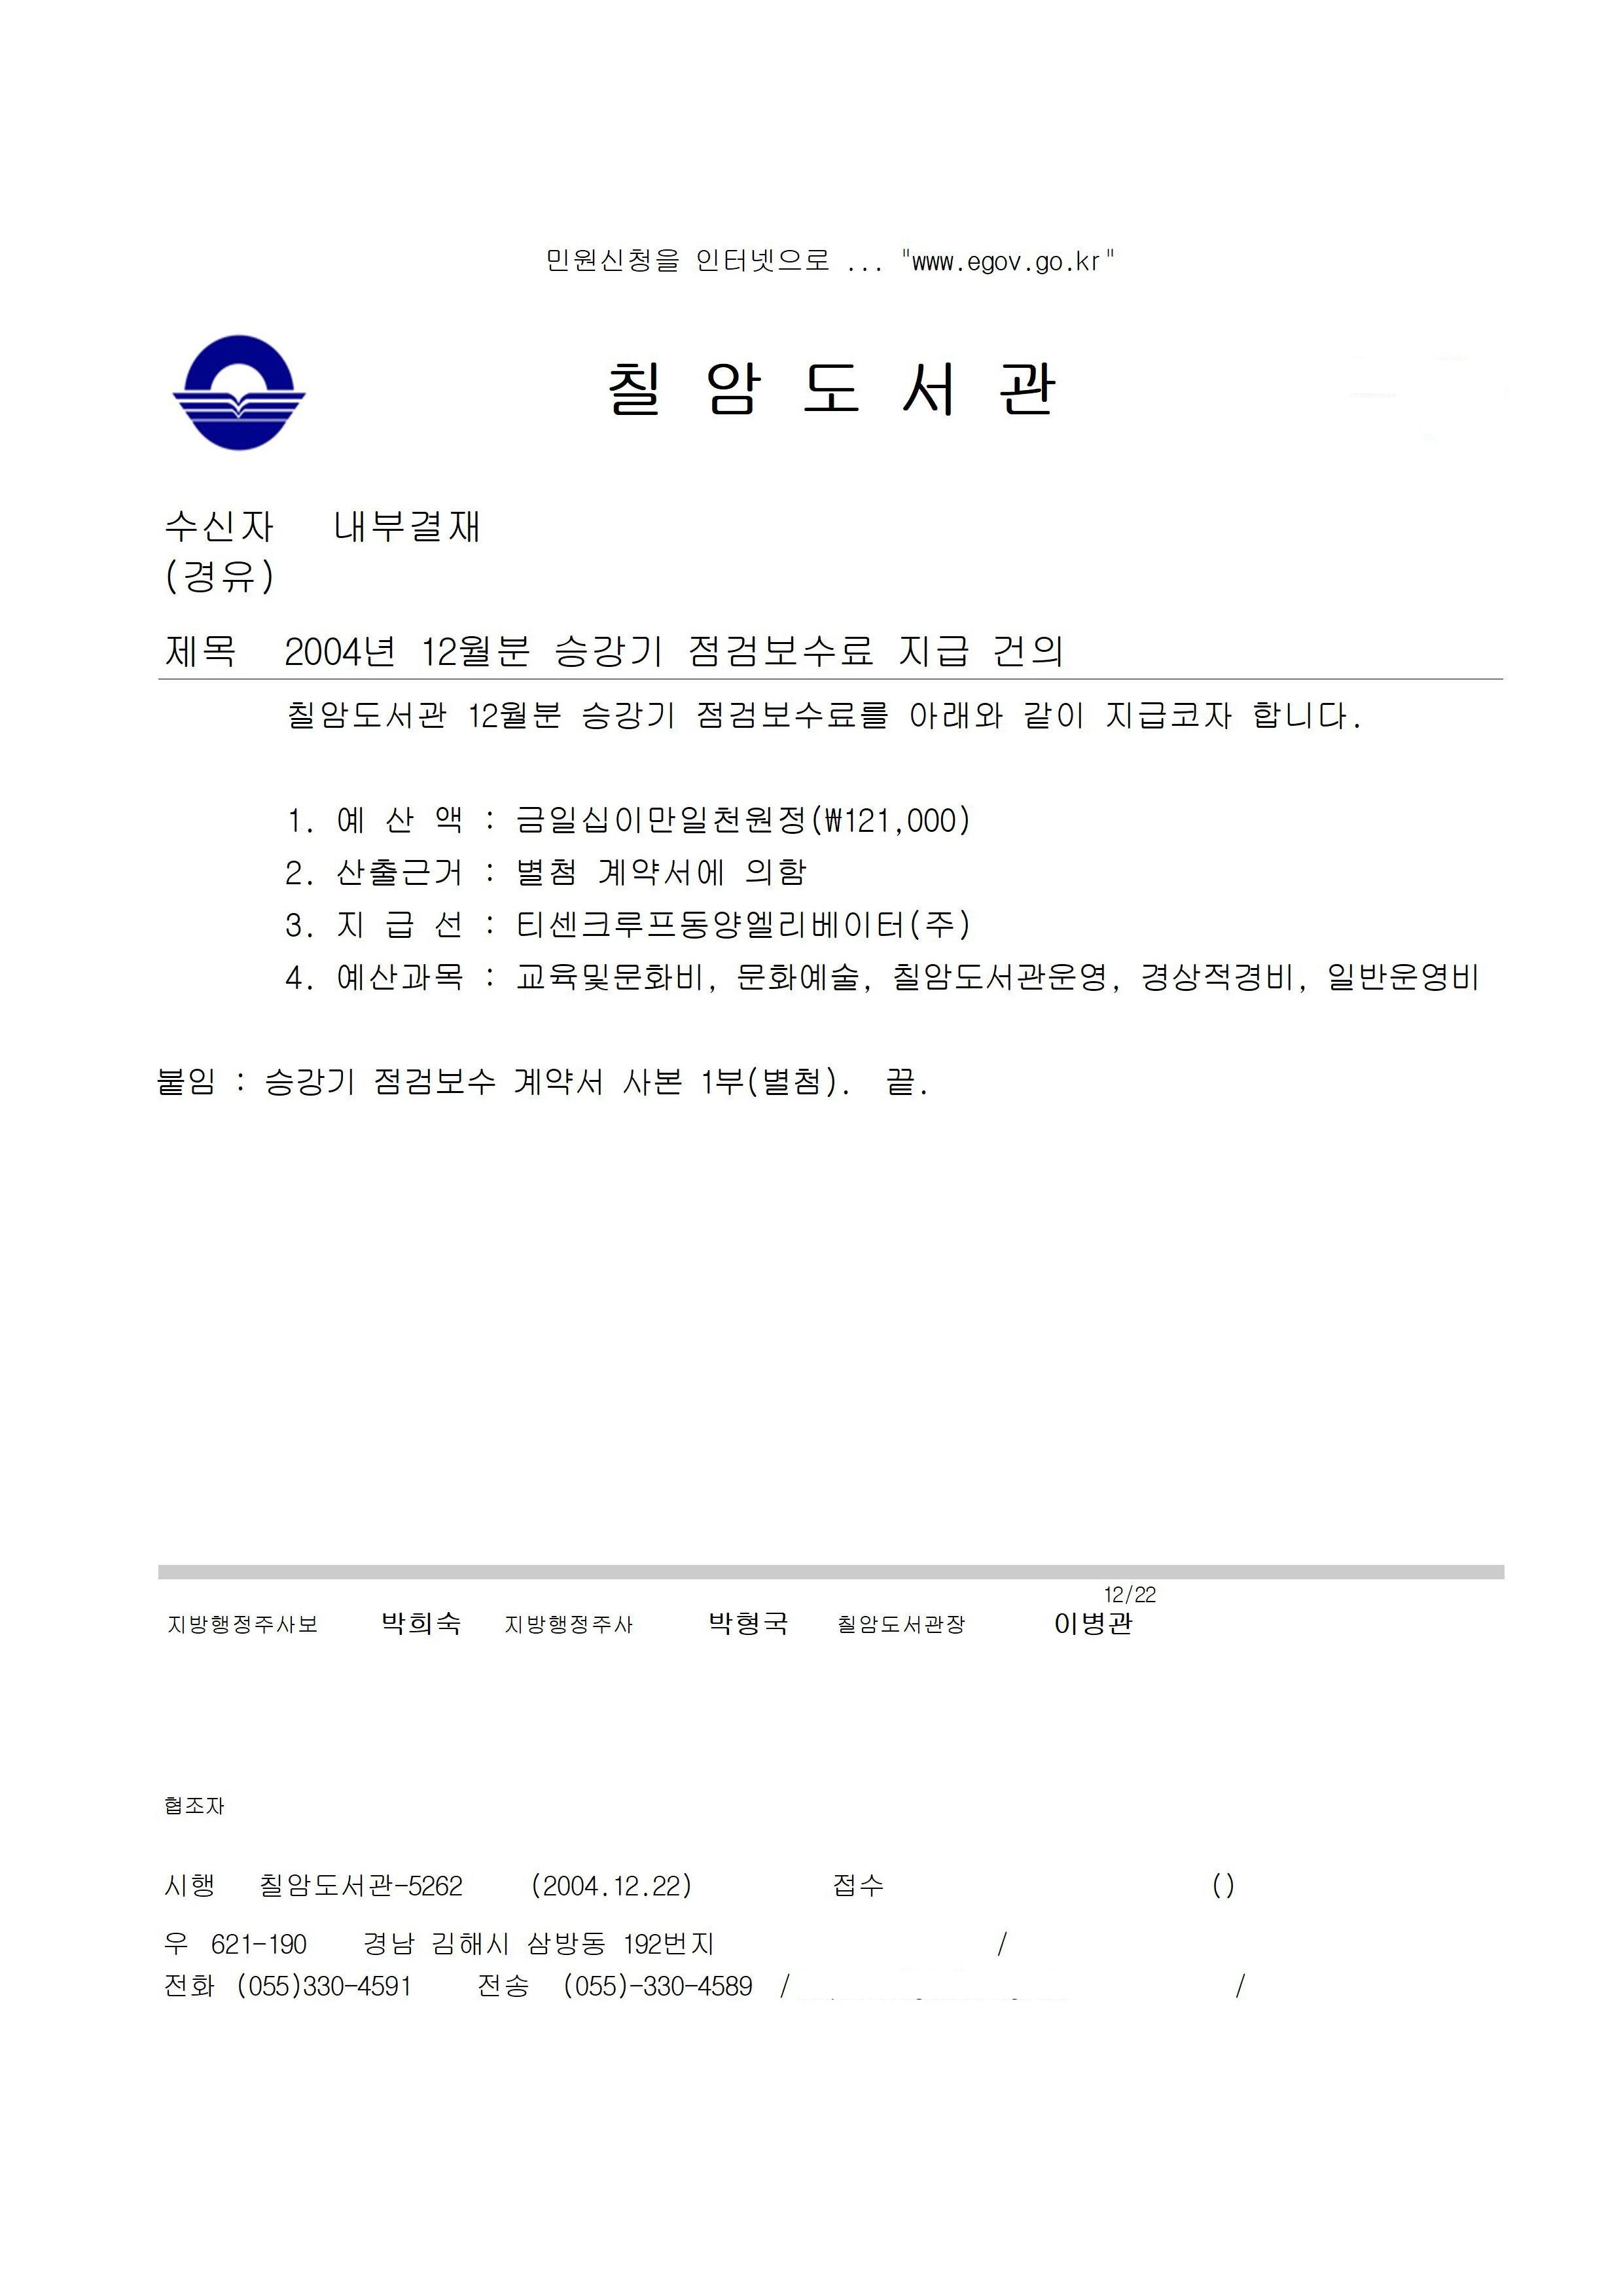 민원신청을 인터넷으로 ... "www.egov.go.kr"
칠 암 도 서 관
수신자 내부결재
(경유)
제목 2004년 12월분 승강기 점검보수료 지급 건의
칠암도서관 12월분 승강기 점검보수료를 아래와 같이 지급코자 합니다.
1. 예 산 액 : 금일십이만일천원정(₩121,000)
2. 산출근거 : 별첨 계약서에 의함
3. 지 급 선 : 티센크루프동양엘리베이터(주)
4. 예산과목 : 교육및문화비, 문화예술, 칠암도서관운영, 경상적경비, 일반운영비
붙임 : 승강기 점검보수 계약서 사본 1부(별첨). 끝.
12/22
지방행정주사보 박희숙 지방행정주사 박형국 칠암도서관장 이병관
협조자
시행 칠암도서관-5262 (2004.12.22) 접수 ()
우 621-190 경남 김해시 삼방동 192번지 /
전화 (055)330-4591 전송 (055)-330-4589 / /